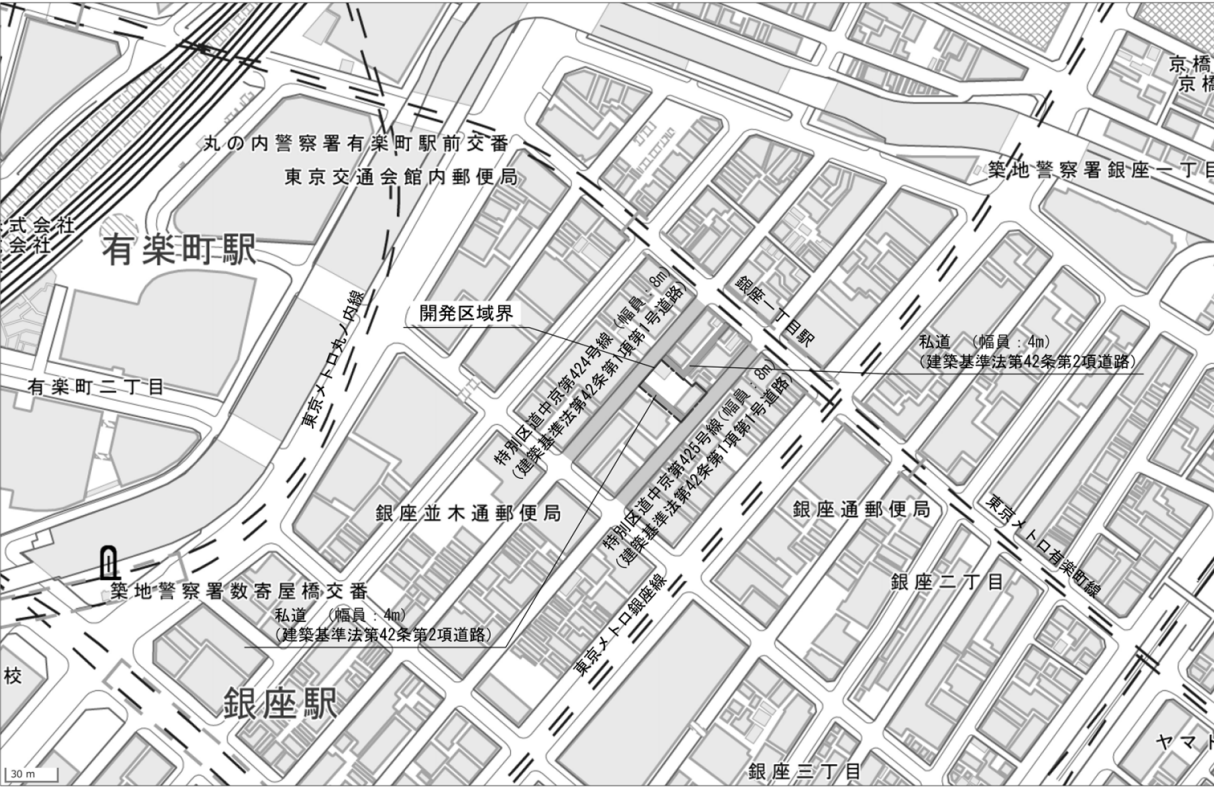 京橋
京橋
丸の内警察署有楽町駅前交番
東京交通会館内郵便局
築地警察署銀座一丁目
式会社
会社
有楽町駅
東京メトロ丸ノ内線
開発区域界
特別区道中京第424号線（幅員：8m）
（建築基準法第42条第1項第1号道路）
銀座一丁目駅
私道　（幅員：4m）
（建築基準法第42条第2項道路）
有楽町二丁目
特別区道中京第425号線（幅員：8m）
（建築基準法第42条第1項第1号道路）
銀座並木通郵便局
銀座通郵便局
東京メトロ有楽町線
銀座二丁目
築地警察署数寄屋橋交番
私道　（幅員：4m）
（建築基準法第42条第2項道路）
東京メトロ銀座線
校
銀座駅
ヤマト
銀座三丁目
30 m